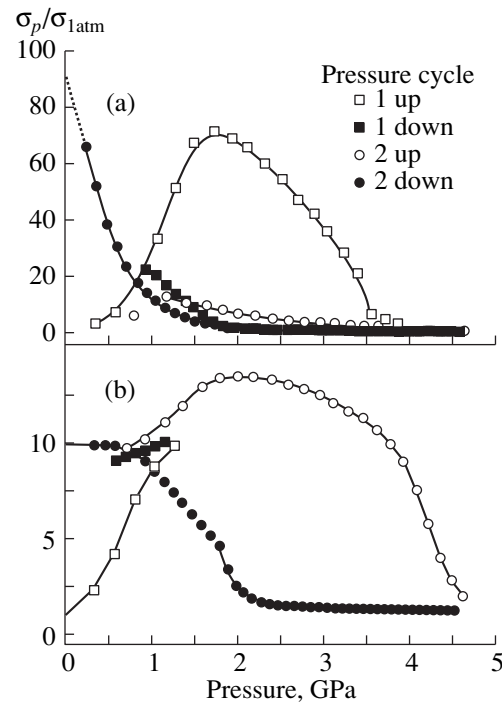 σp/σ1atm
100
80
60
40
20
0
(a)
Pressure cycle
1 up
1 down
2 up
2 down
(b)
10
5
0
0 1 2 3 4 5
Pressure, GPa